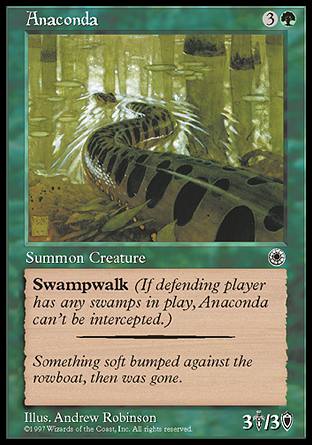 Anaconda 3
Summon Creature
Swampwalk (If defending player
has any swamps in play, Anaconda
can't be intercepted.)
Something soft bumped against the
rowboat, then was gone.
Illus. Andrew Robinson
©1997 Wizards of the Coast, Inc. All rights reserved.
3/3